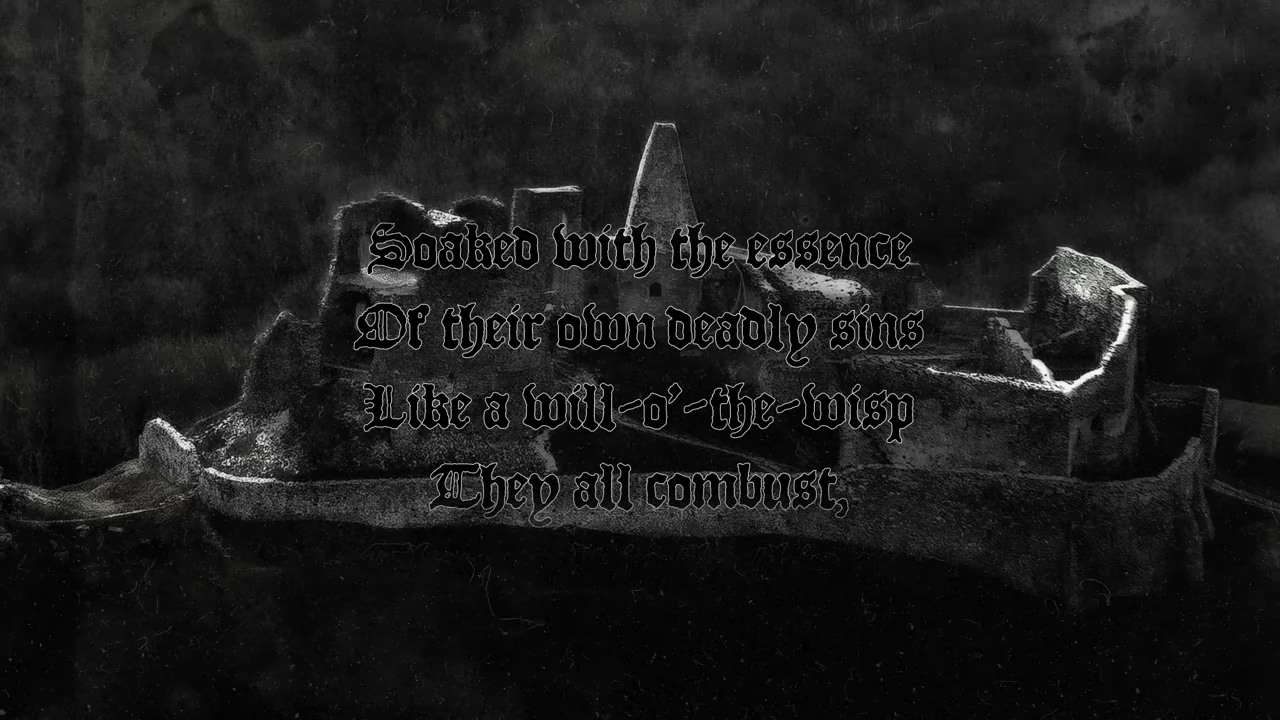 Soaked with the essence
Of their own deadly sins
Like a will-o'-the-wisp
They all combust,